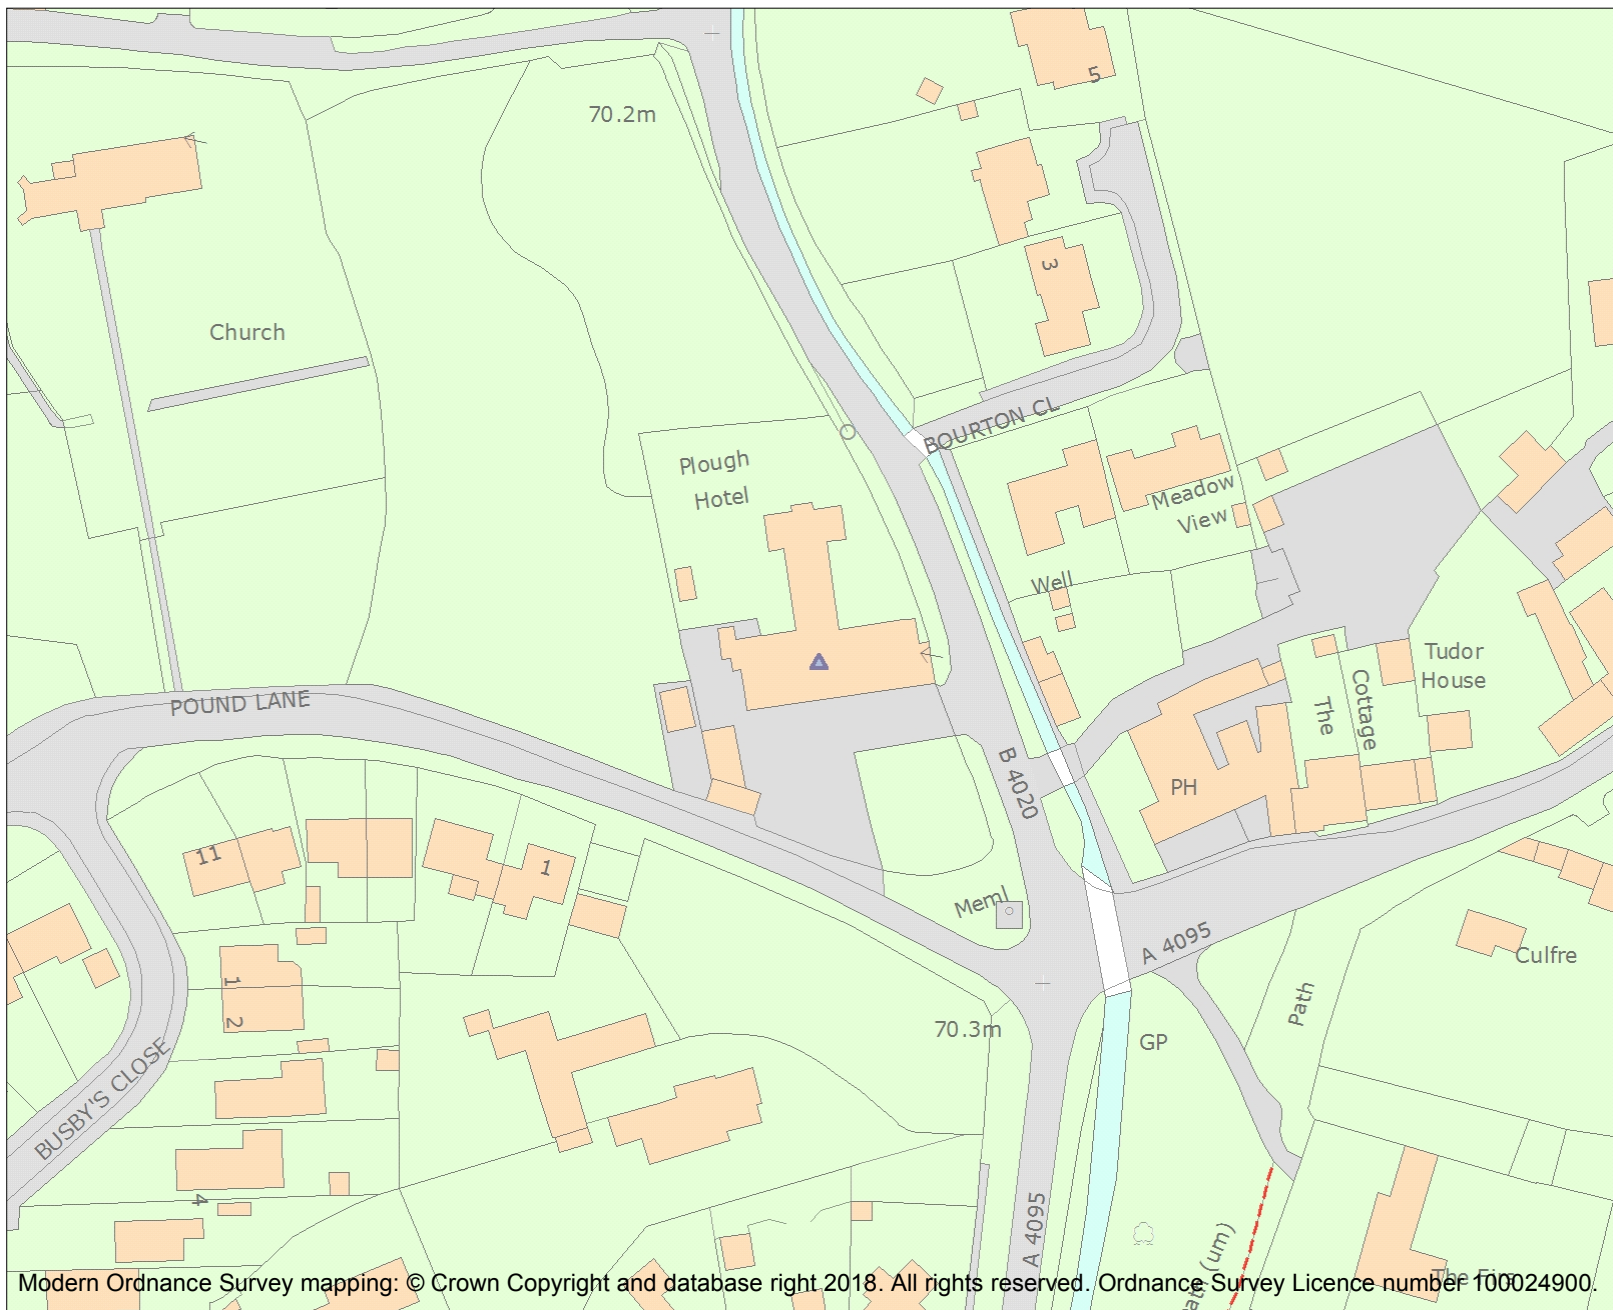 5
70.2m
3
Church
BOURTON CL
Plough
Hotel
Meadow
View
Well
Tudor
House
The
Cottage
POUND LANE
B 4020
PH
11
1
Meml
A 4095
Culfre
1
2
Path
70.3m
GP
BUSBY'S CLOSE
4
A 4095
(um)
Modern Ordnance Survey mapping: © Crown Copyright and database right 2018. All rights reserved. Ordnance Survey Licence number 100024900.